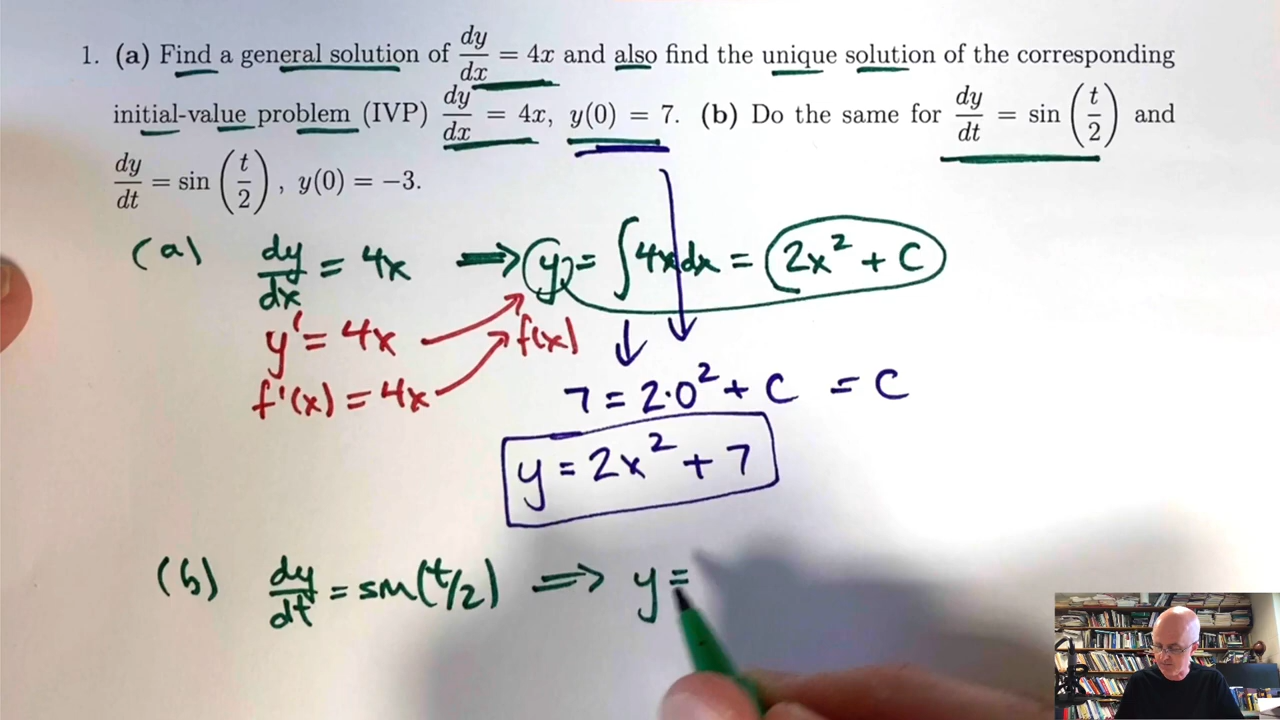 1. (a) Find a general solution of dy/dx = 4x and also find the unique solution of the corresponding
initial-value problem (IVP) dy/dx = 4x, y(0) = 7. (b) Do the same for dy/dt = sin (t/2) and
dy/dt = sin (t/2), y(0) = −3.
(a) dy/dx = 4x ⟹ y = ∫4x dx = 2x² + C
y' = 4x f(x)
f'(x) = 4x
7 = 2·0² + C = C
y = 2x² + 7
(b) dy/dt = sin(t/2) ⟹ y =